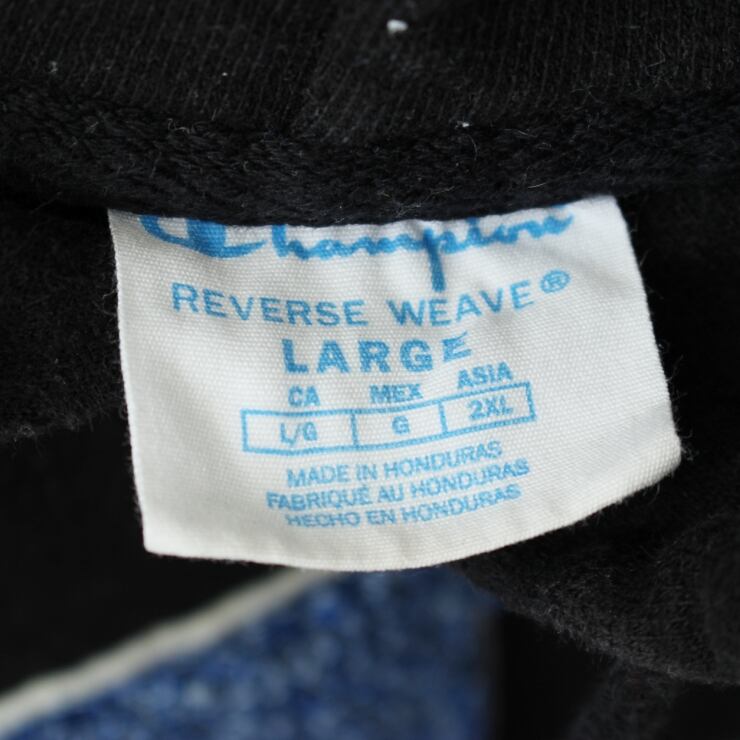 Champion
REVERSE WEAVE®
LARGE
CA MEX ASIA
L/G G 2XL
MADE IN HONDURAS
FABRIQUÉ AU HONDURAS
HECHO EN HONDURAS